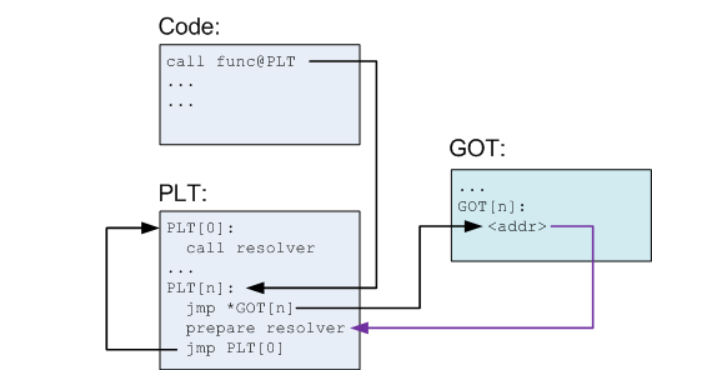 Code:
call func@PLT
...
...
PLT:
PLT[0]:
call resolver
...
PLT[n]:
jmp *GOT[n]
prepare resolver
jmp PLT[0]
GOT:
...
GOT[n]:
<addr>